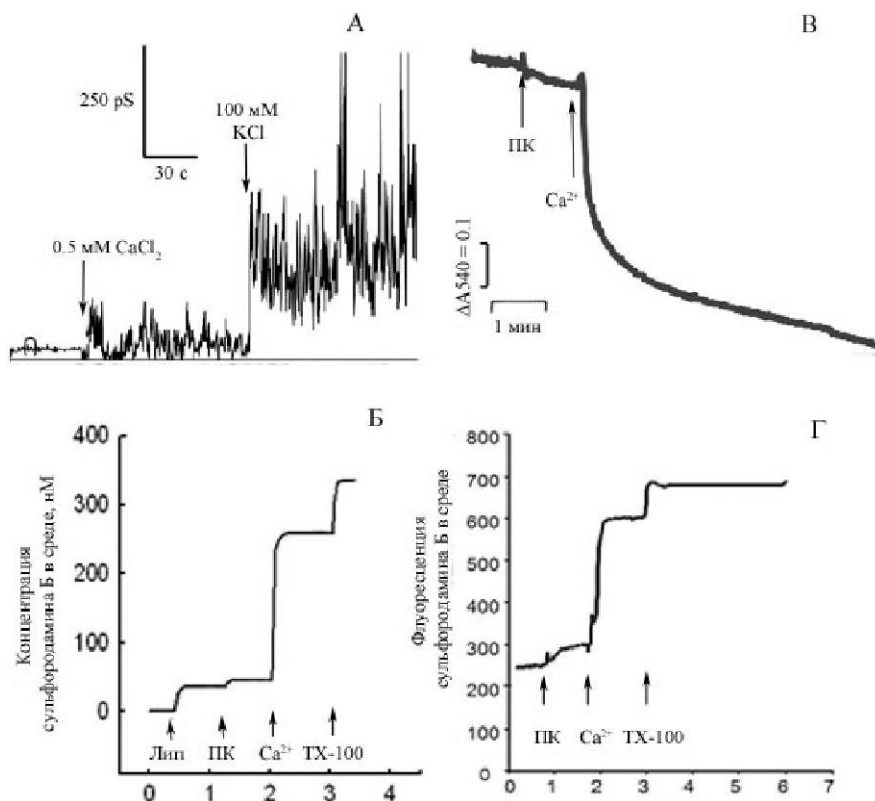 А
250 pS
30 с
100 мМ
KCl
0.5 мМ CaCl₂
В
ПК
Ca²⁺
ΔA540 = 0.1
1 мин
Б
Концентрация
сульфородамина Б в среде, нМ
400
300
200
100
0
Лип
ПК
Ca²⁺
ТХ-100
0 1 2 3 4
Г
Флуоресценция
сульфородамина Б в среде
800
700
600
500
400
300
200
100
0
ПК
Ca²⁺
ТХ-100
0 1 2 3 4 5 6 7